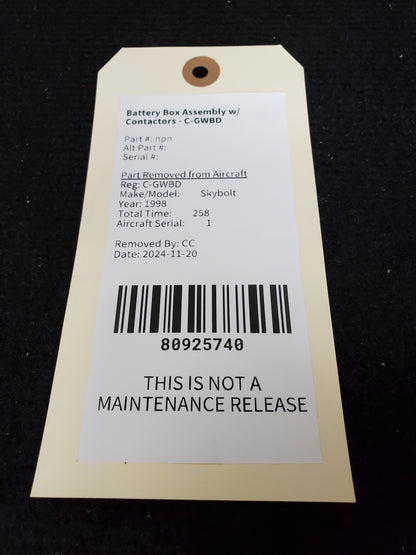 Battery Box Assembly w/
Contactors - C-GWBD
Part #: npn
Alt Part #:
Serial #:
Part Removed from Aircraft
Reg: C-GWBD
Make/Model: Skybolt
Year: 1998
Total Time: 258
Aircraft Serial: 1
Removed By: CC
Date: 2024-11-20
80925740
THIS IS NOT A
MAINTENANCE RELEASE